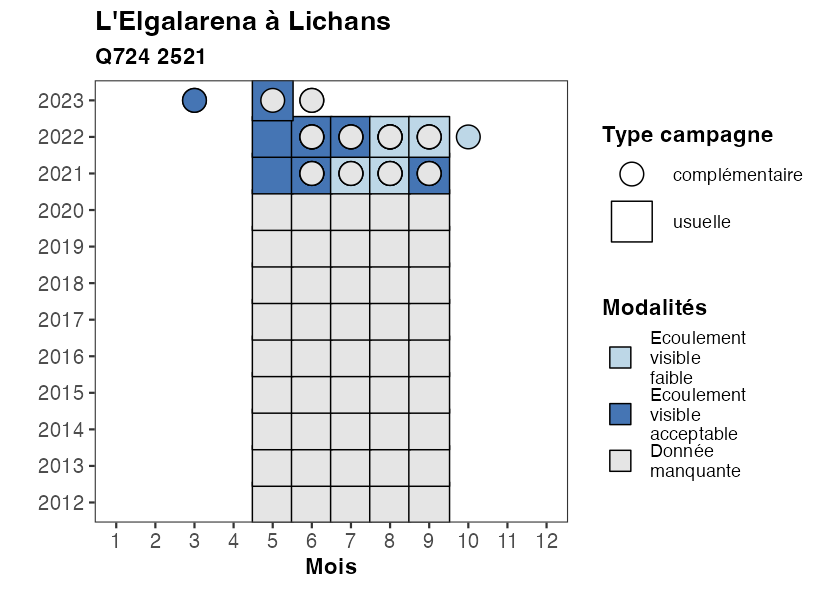 L'Elgalarena à Lichans
Q724 2521
2023
2022
2021
2020
2019
2018
2017
2016
2015
2014
2013
2012
1 2 3 4 5 6 7 8 9 10 11 12
Mois
Type campagne
complémentaire
usuelle
Modalités
Ecoulement
visible
faible
Ecoulement
visible
acceptable
Donnée
manquante